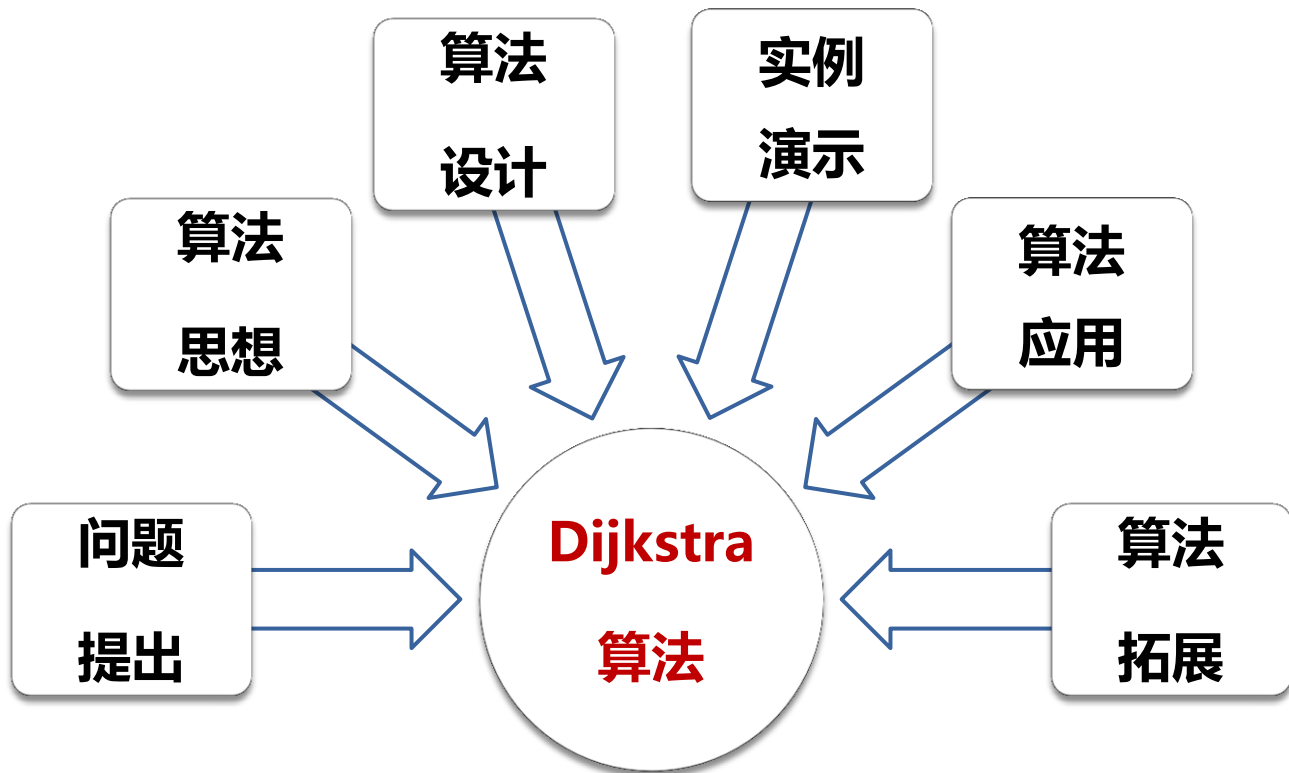 问题
提出
算法
思想
算法
设计
实例
演示
算法
应用
算法
拓展
Dijkstra
算法